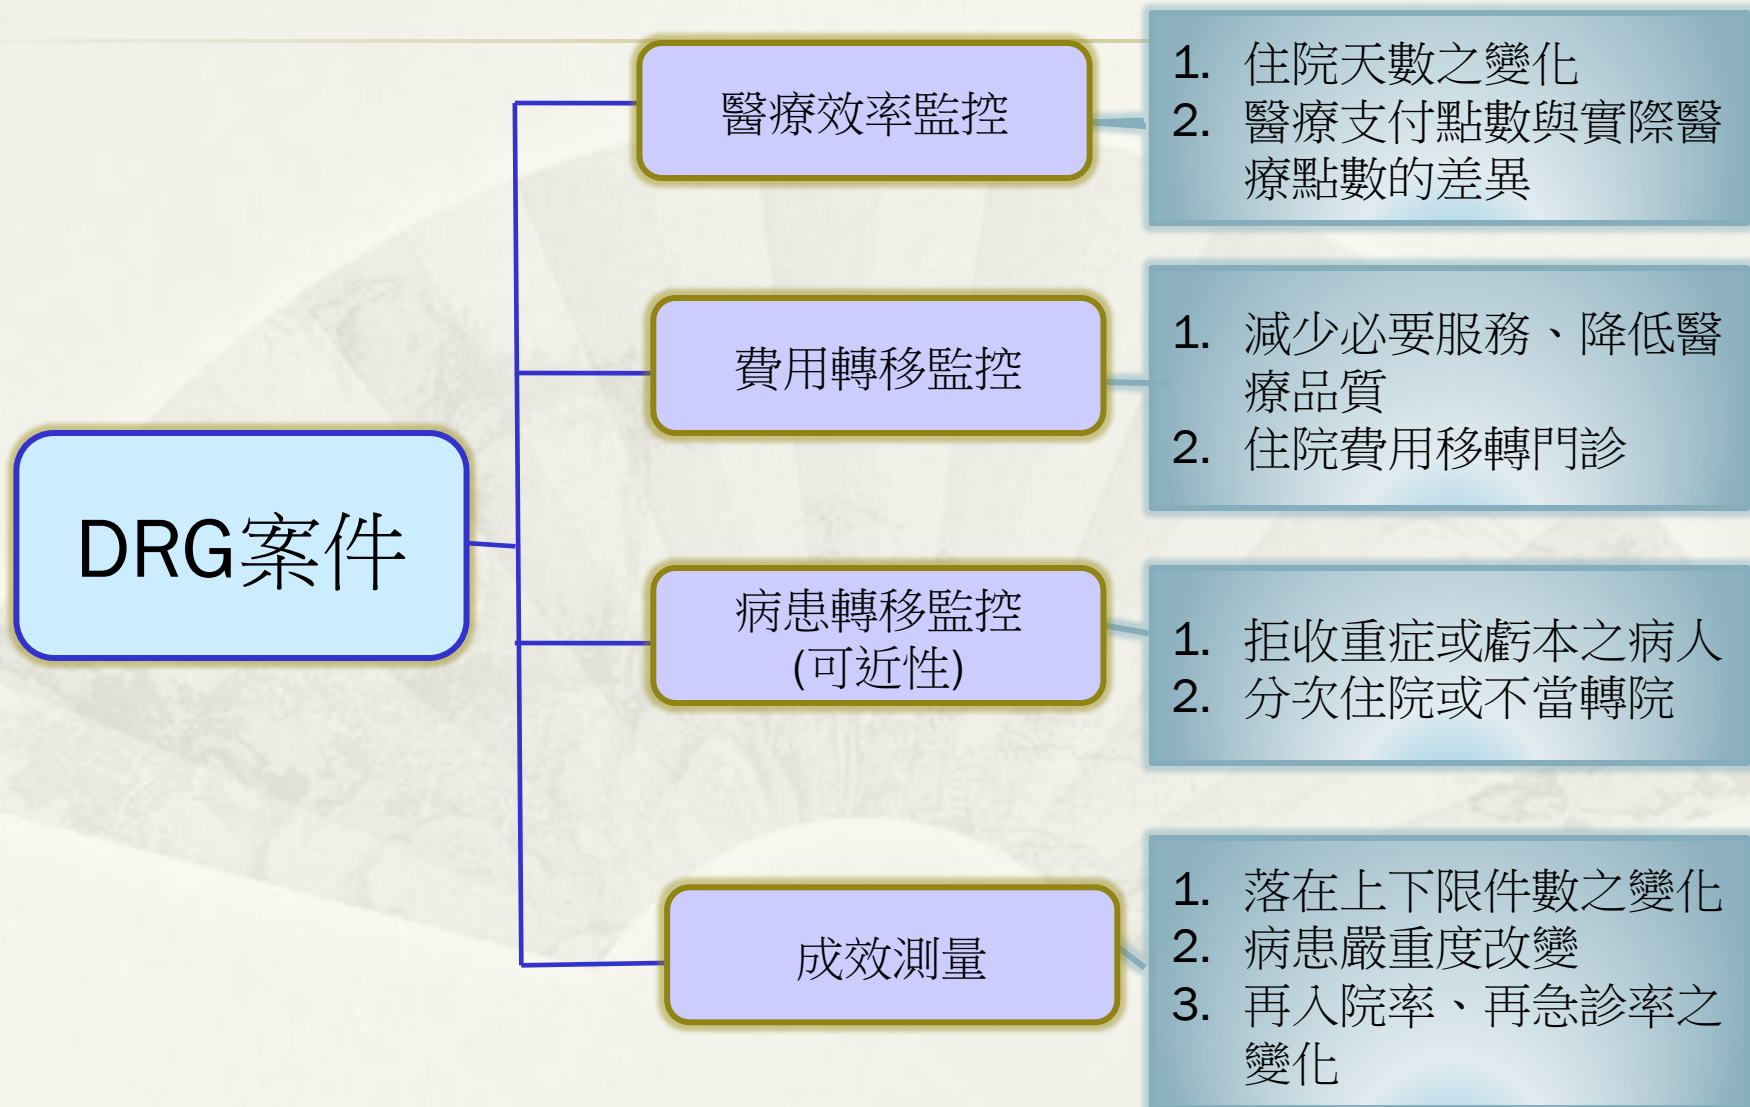 醫療效率監控
1. 住院天數之變化
2. 醫療支付點數與實際醫
療點數的差異
費用轉移監控
1. 減少必要服務、降低醫
療品質
2. 住院費用移轉門診
DRG案件
病患轉移監控
(可近性)
1. 拒收重症或虧本之病人
2. 分次住院或不當轉院
成效測量
1. 落在上下限件數之變化
2. 病患嚴重度改變
3. 再入院率、再急診率之
變化